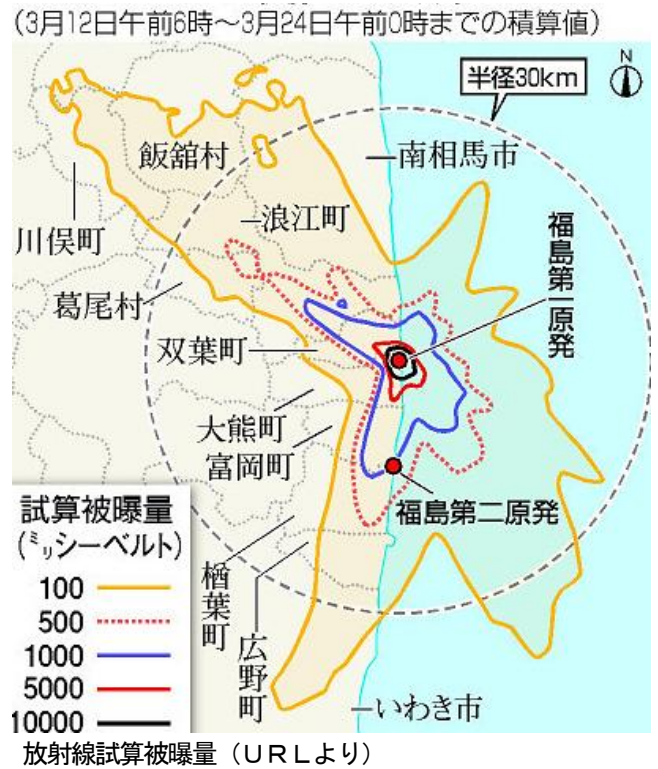 (3月12日午前6時～3月24日午前0時までの積算値)
N
半径30km
飯舘村
南相馬市
浪江町
川俣町
福島第一原発
葛尾村
双葉町
大熊町
富岡町
福島第二原発
試算被曝量
(ミリシーベルト)
100
500
1000
5000
10000
楢葉町
広野町
いわき市
放射線試算被曝量（ＵＲＬより）